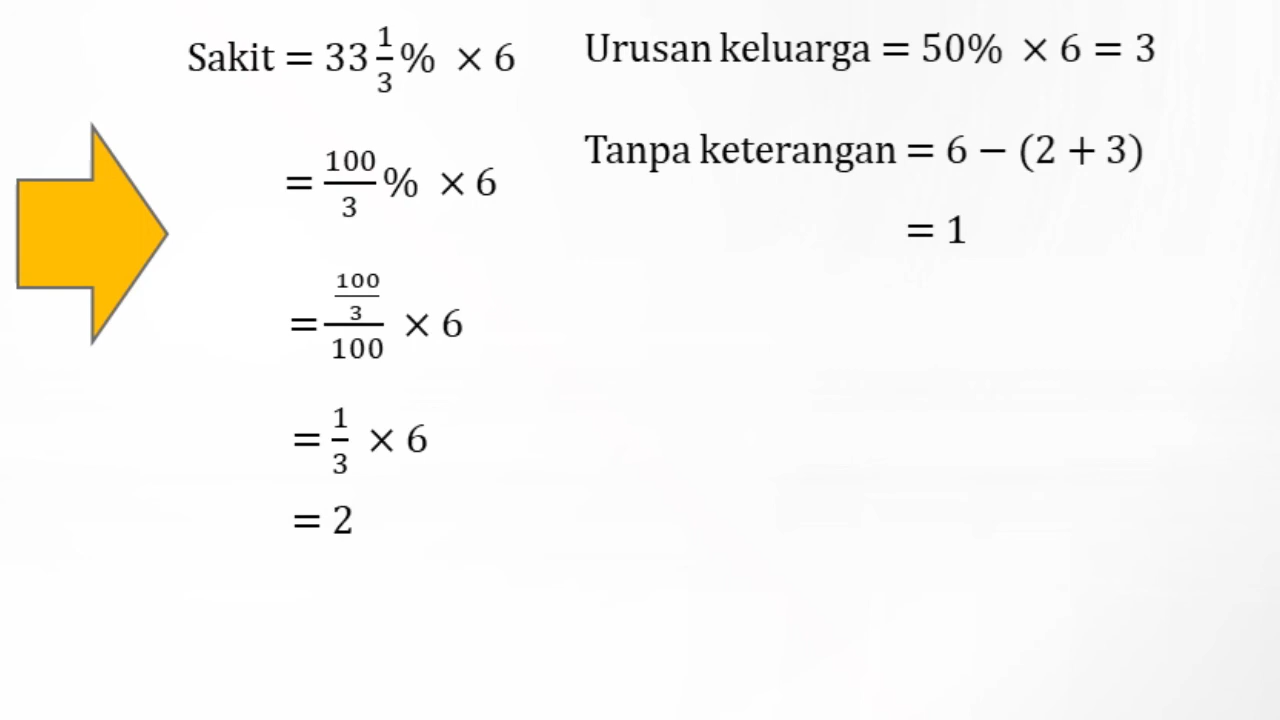 Sakit = 33 1/3 % × 6
= 100/3 % × 6
= (100/3)/100 × 6
= 1/3 × 6
= 2
Urusan keluarga = 50% × 6 = 3
Tanpa keterangan = 6 − (2 + 3)
= 1